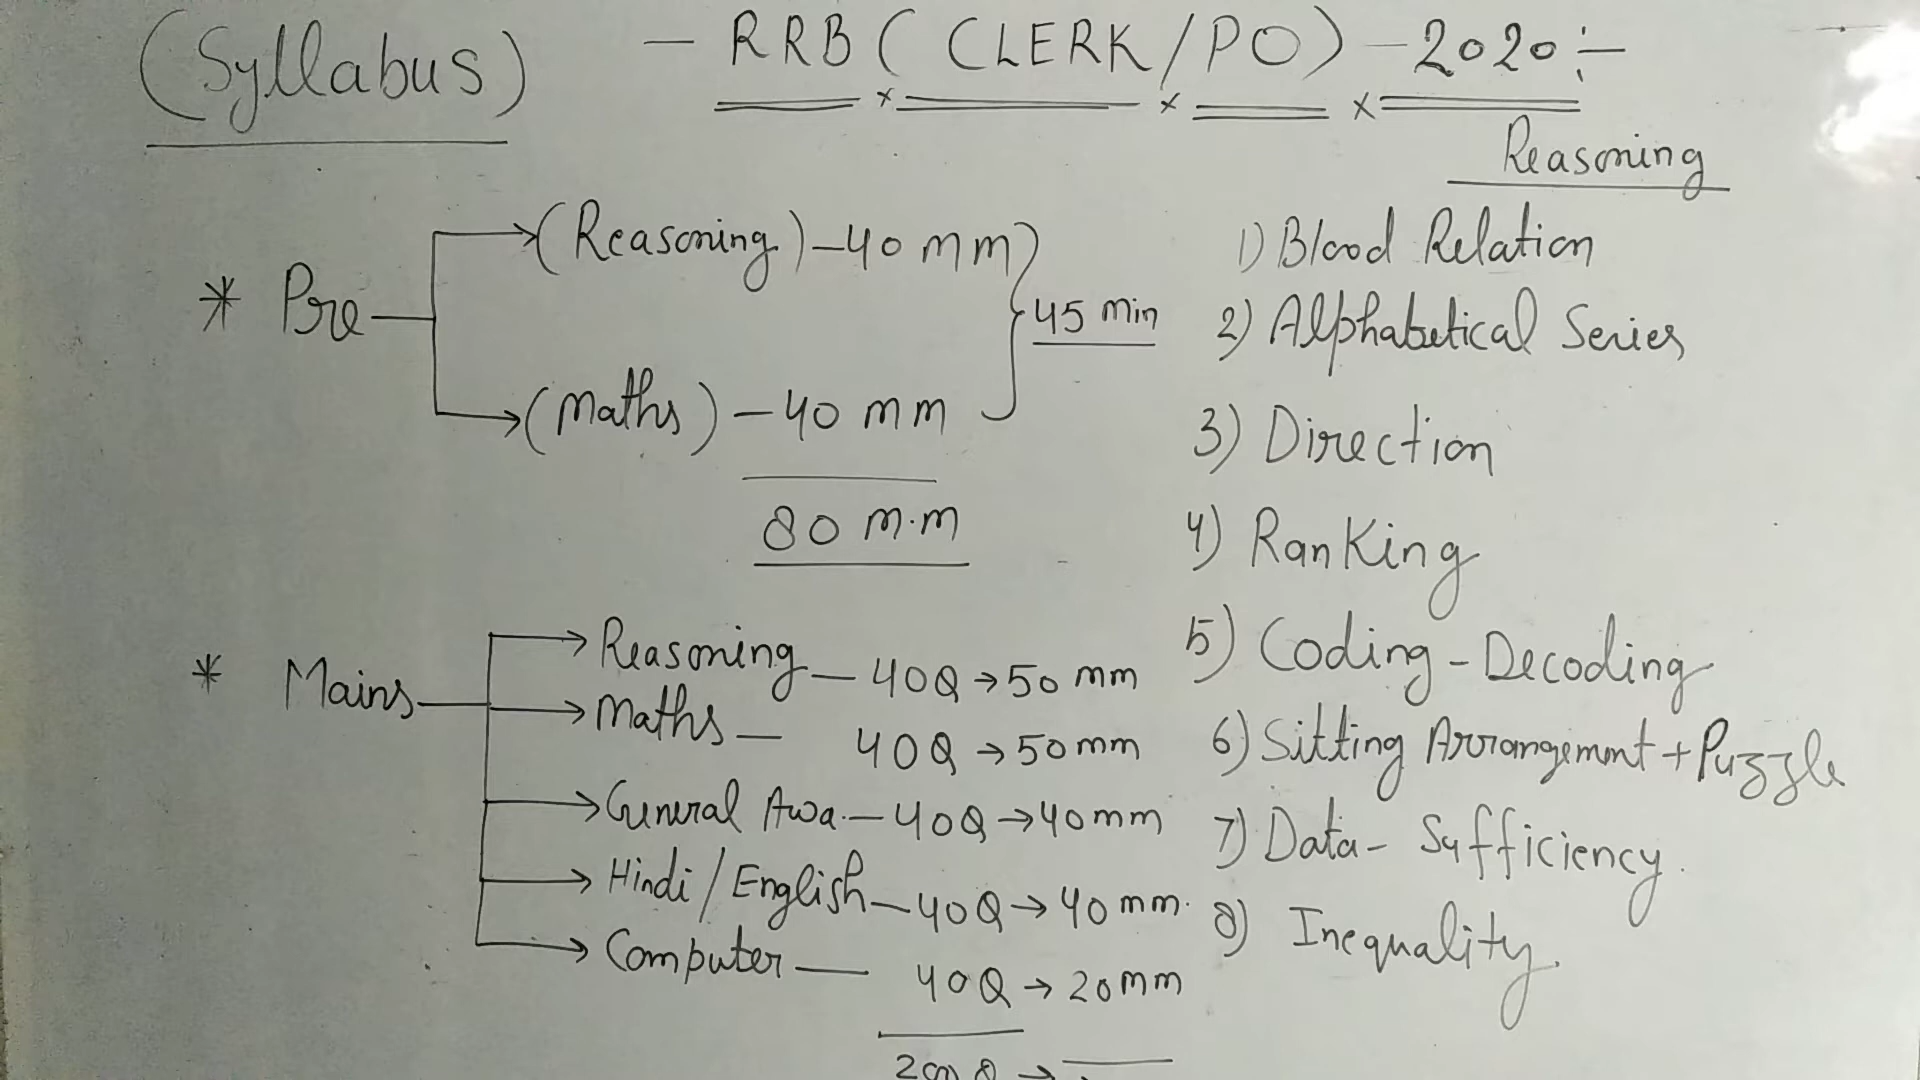 (Syllabus) - RRB (CLERK/PO) - 2020:-
* Pre
(Reasoning) - 40 mm
(Maths) - 40 mm
45 Min
80 m.m
* Mains
Reasoning - 40Q → 50 mm
Maths - 40Q → 50 mm
General Awa. - 40Q → 40 mm
Hindi / English - 40Q → 40 mm.
Computer - 40Q → 20 mm
Reasoning
1) Blood Relation
2) Alphabetical Series
3) Direction
4) Ranking
5) Coding - Decoding
6) Sitting Arrangement + Puzzle
7) Data - Sufficiency.
8) Inequality.